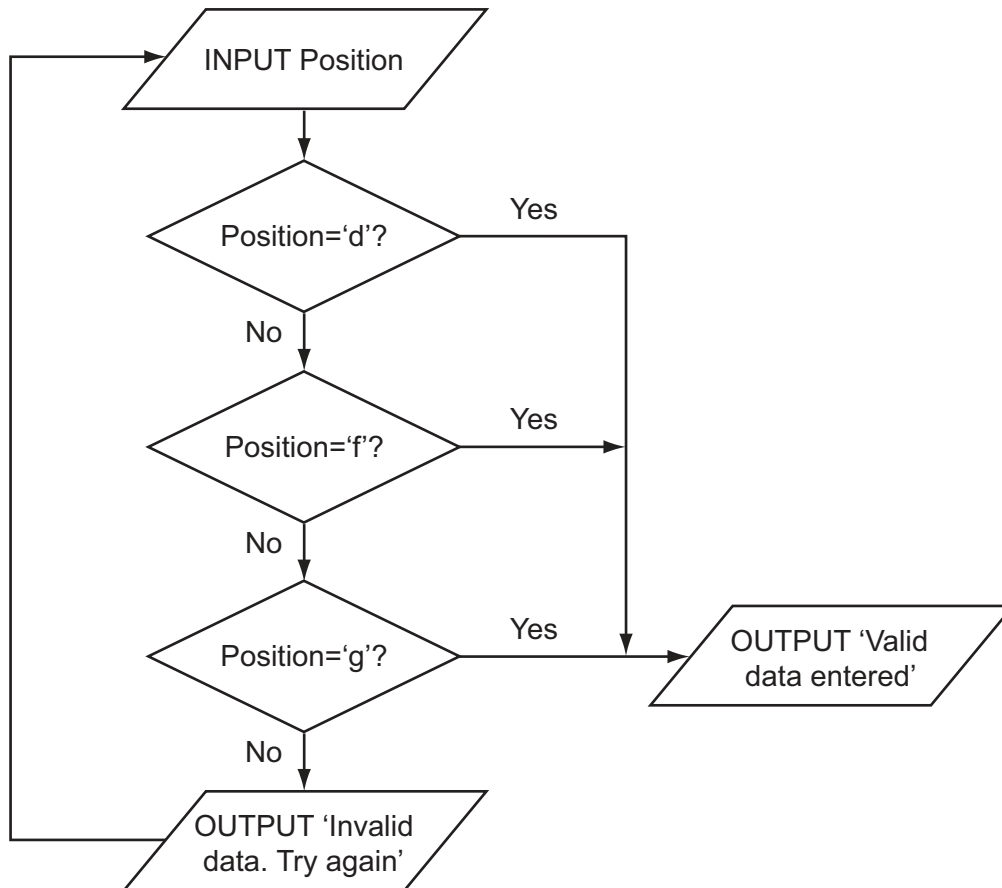 INPUT Position
Position=‘d’?
Yes
No
Position=‘f’?
Yes
No
Position=‘g’?
Yes
OUTPUT ‘Valid
data entered’
No
OUTPUT ‘Invalid
data. Try again’